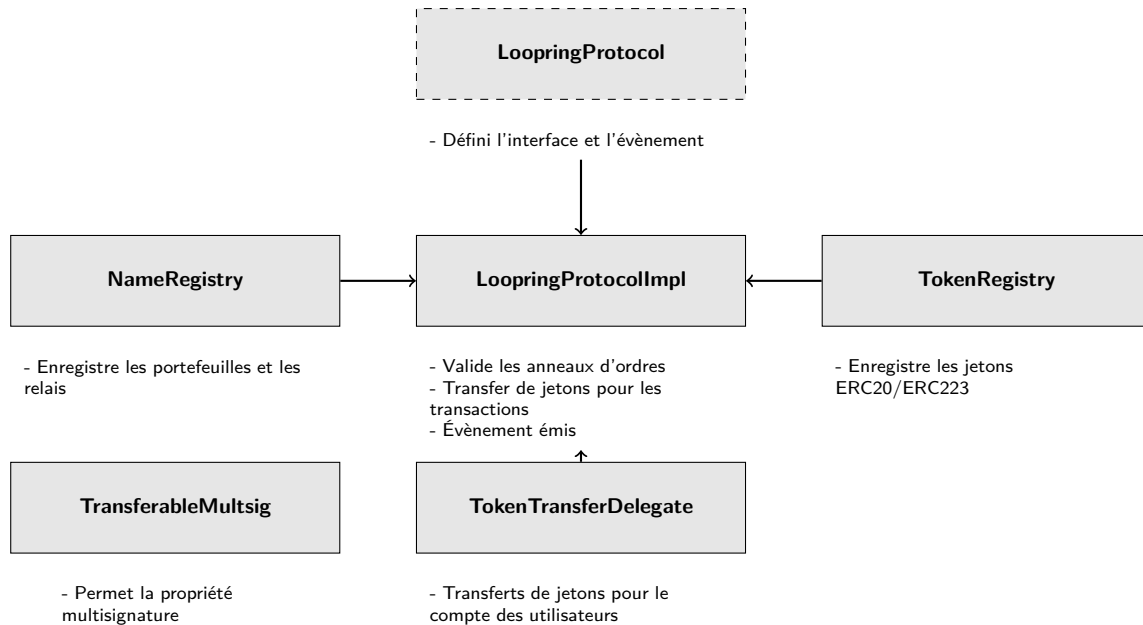 LoopringProtocol
- Défini l'interface et l'évènement
NameRegistry
LoopringProtocolImpl
TokenRegistry
- Enregistre les portefeuilles et les
relais
- Valide les anneaux d'ordres
- Transfer de jetons pour les
transactions
- Évènement émis
- Enregistre les jetons
ERC20/ERC223
TransferableMultsig
TokenTransferDelegate
- Permet la propriété
multisignature
- Transferts de jetons pour le
compte des utilisateurs